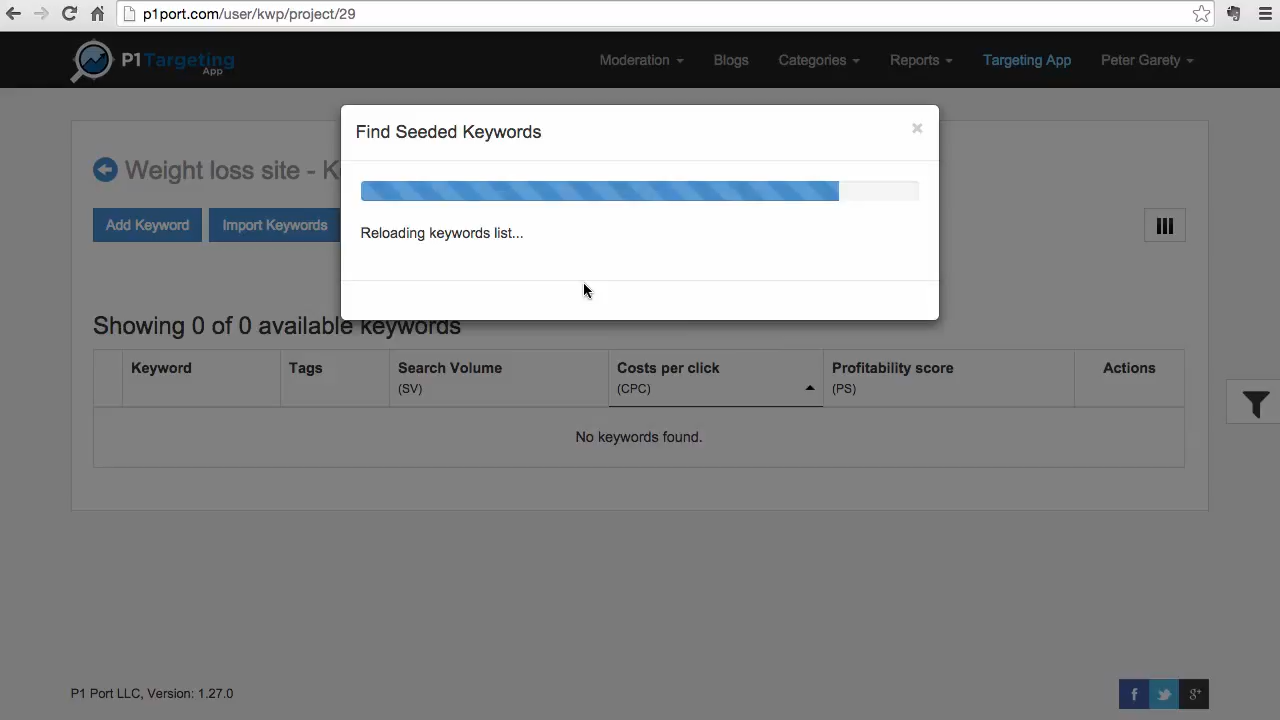 p1port.com/user/kwp/project/29
P1 Targeting
App
Moderation
Blogs
Categories
Reports
Targeting App
Peter Garety
Find Seeded Keywords
×
Weight loss site - K
Add Keyword
Import Keywords
Reloading keywords list...
Showing 0 of 0 available keywords
Keyword
Tags
Search Volume
(SV)
Costs per click
(CPC)
Profitability score
(PS)
Actions
No keywords found.
P1 Port LLC, Version: 1.27.0
f
g+